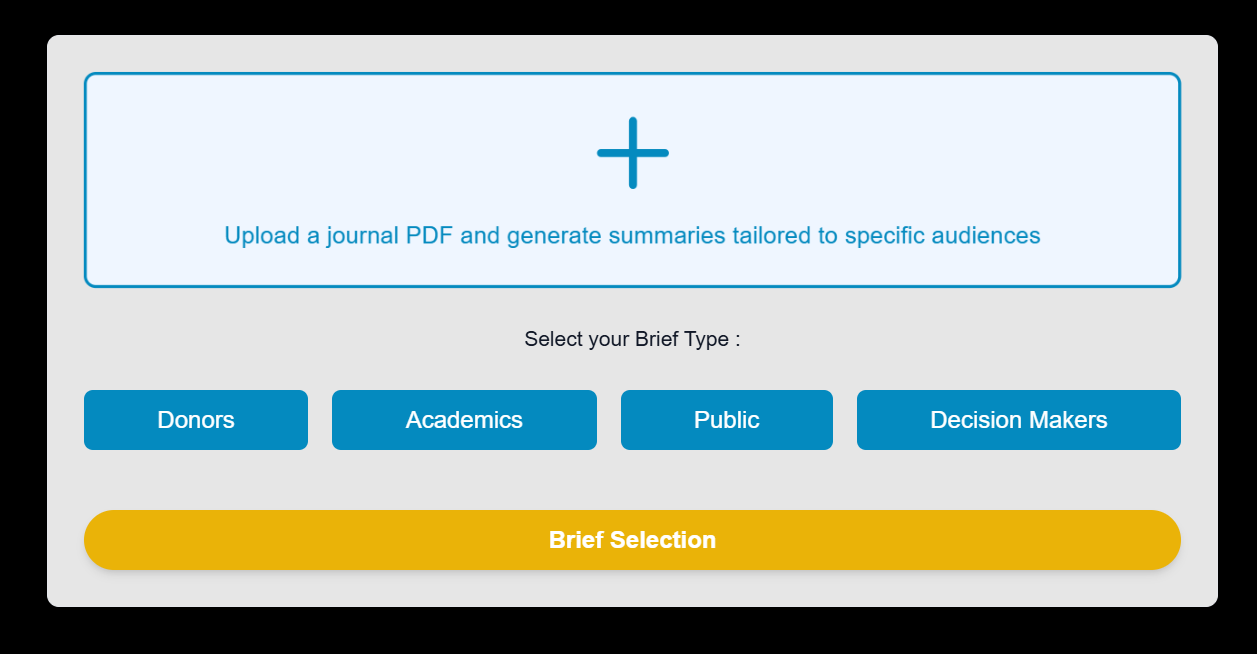 Upload a journal PDF and generate summaries tailored to specific audiences
Select your Brief Type :
Donors
Academics
Public
Decision Makers
Brief Selection